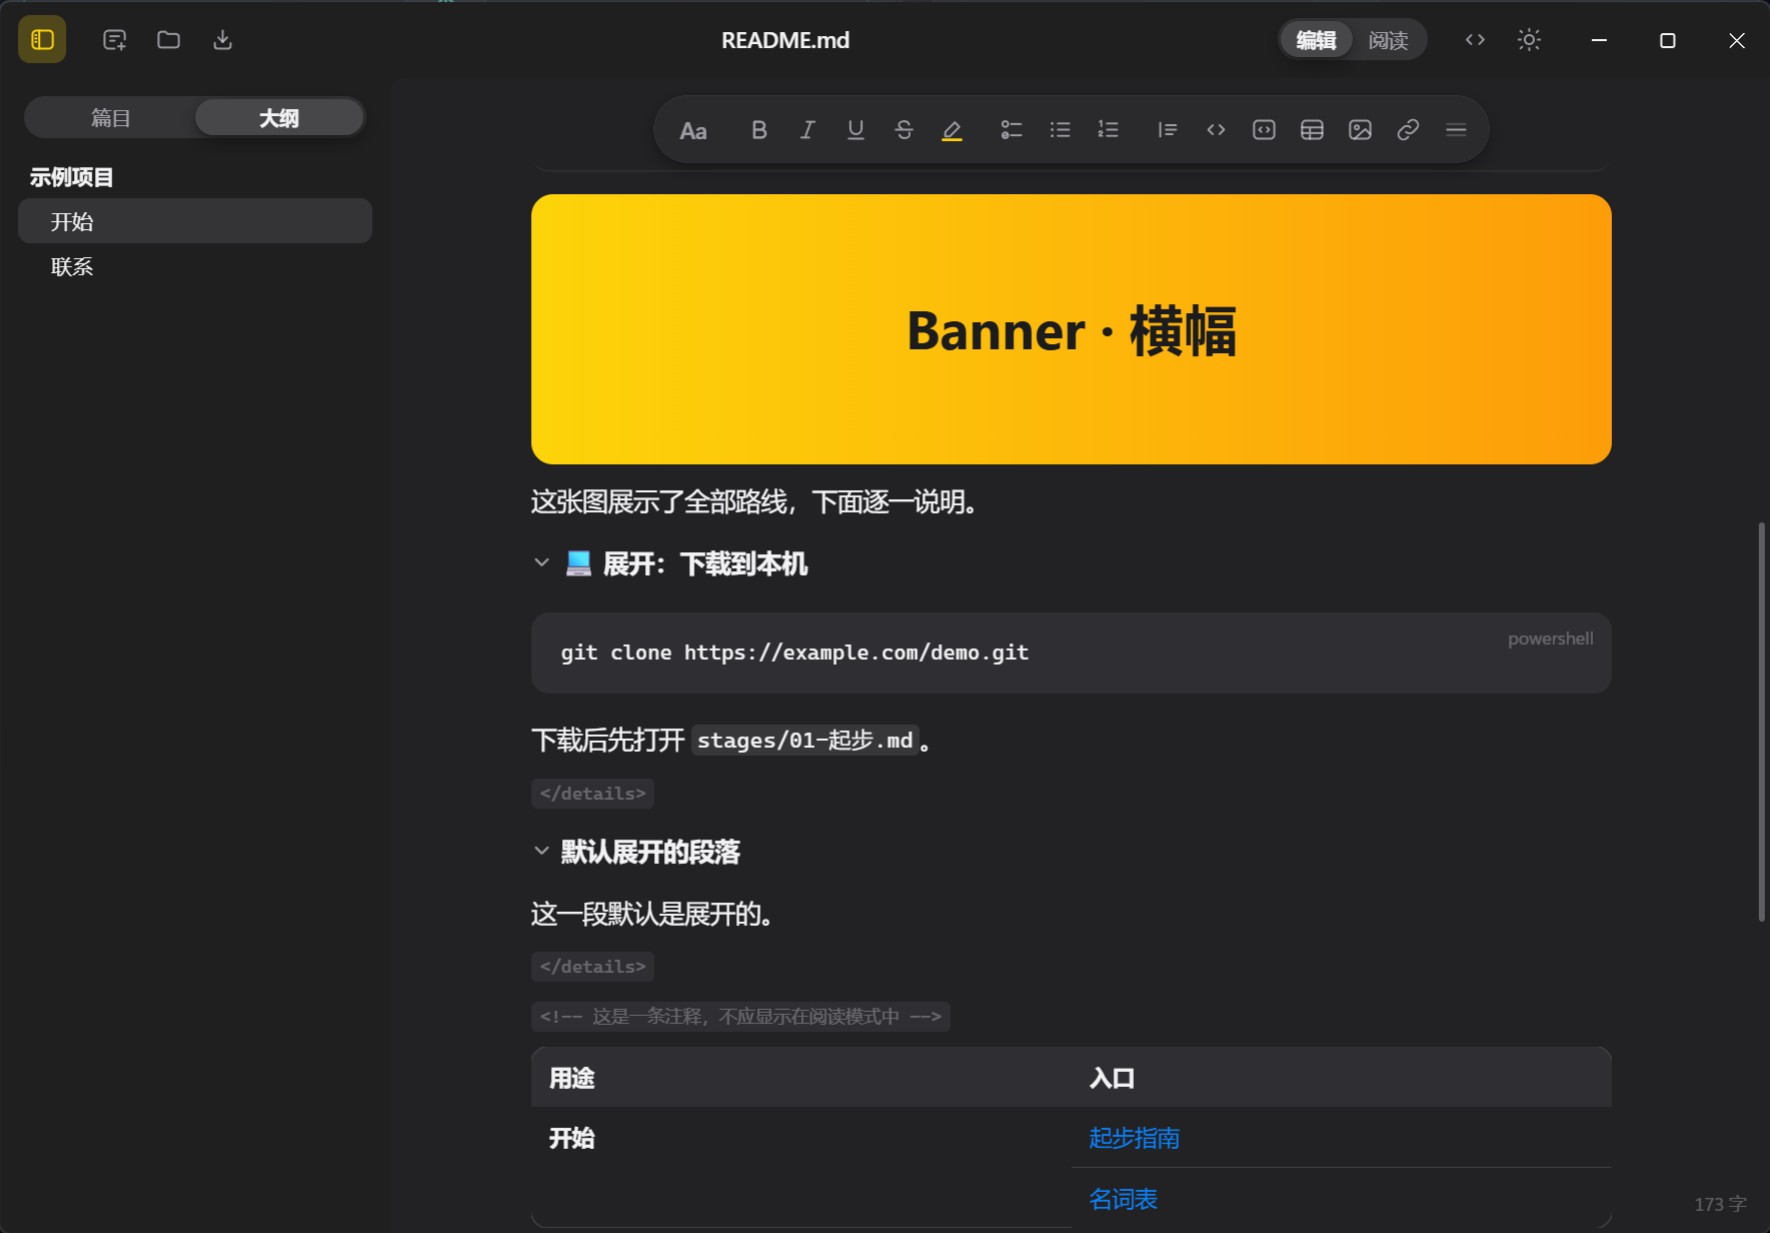 README.md
编辑
阅读
篇目
大纲
示例项目
开始
联系
Aa
B I U S
Banner · 横幅
这张图展示了全部路线，下面逐一说明。
💻 展开：下载到本机
powershell
git clone https://example.com/demo.git
下载后先打开 stages/01-起步.md 。
</details>
默认展开的段落
这一段默认是展开的。
</details>
<!-- 这是一条注释，不应显示在阅读模式中 -->
用途 入口
开始 起步指南
名词表
173 字